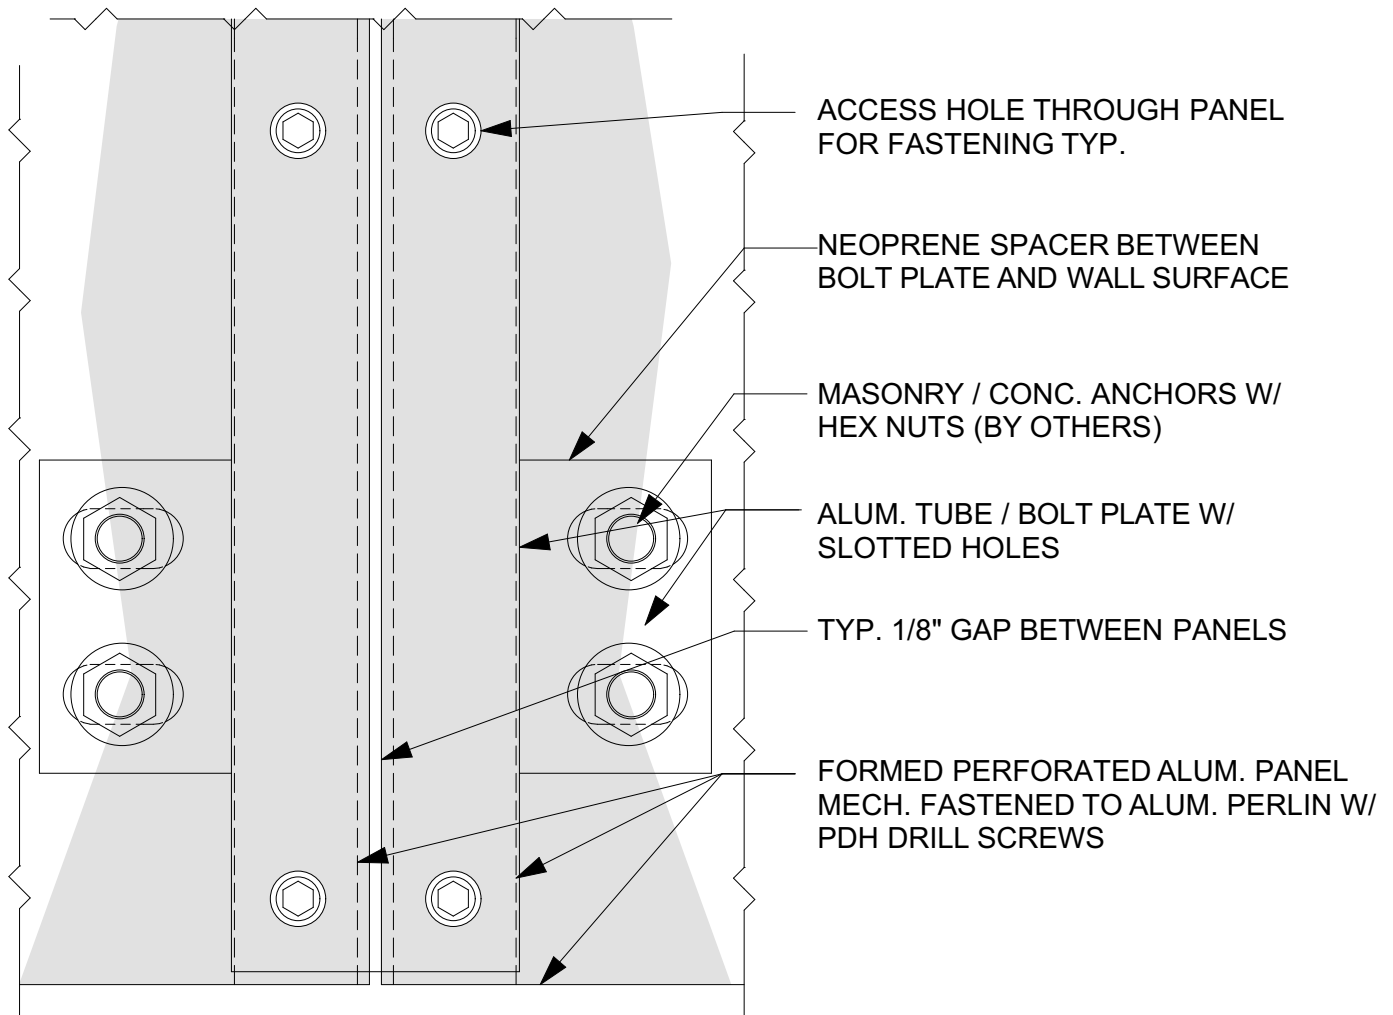 ACCESS HOLE THROUGH PANEL
FOR FASTENING TYP.
NEOPRENE SPACER BETWEEN
BOLT PLATE AND WALL SURFACE
MASONRY / CONC. ANCHORS W/
HEX NUTS (BY OTHERS)
ALUM. TUBE / BOLT PLATE W/
SLOTTED HOLES
TYP. 1/8" GAP BETWEEN PANELS
FORMED PERFORATED ALUM. PANEL
MECH. FASTENED TO ALUM. PERLIN W/
PDH DRILL SCREWS